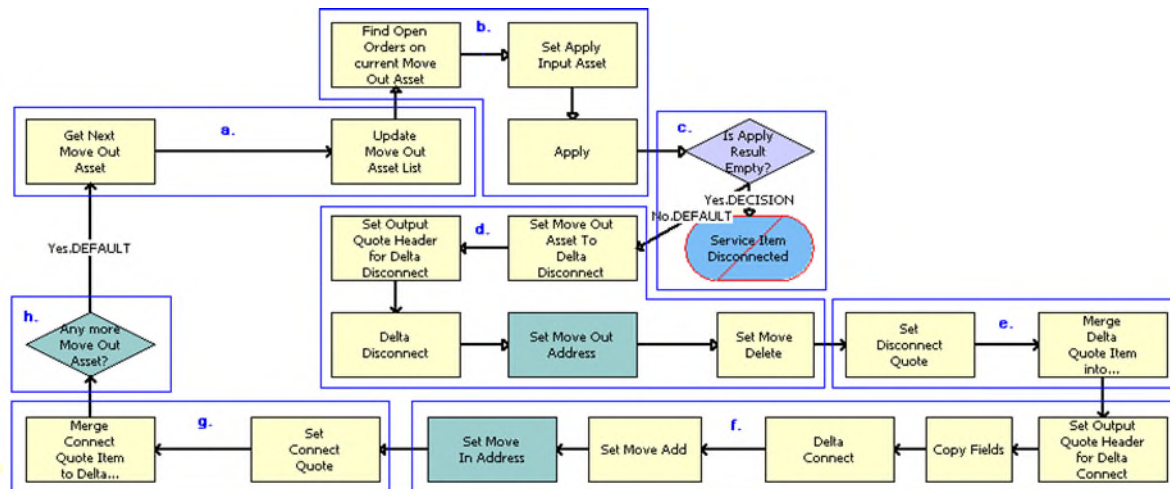 Find Open
Orders on
current Move
Out Asset
b.
Set Apply
Input Asset
Get Next
Move Out
Asset
a.
Update
Move Out
Asset List
Apply
c.
Is Apply
Result
Empty?
Yes.DECISION
No.DEFAULT
Service Item
Disconnected
Set Output
Quote Header
for Delta
Disconnect
d.
Set Move Out
Asset To
Delta
Disconnect
Yes.DEFAULT
h.
Any more
Move Out
Asset?
Delta
Disconnect
Set Move Out
Address
Set Move
Delete
Set
Disconnect
Quote
e.
Merge
Delta
Quote Item
into...
Merge
Connect
Quote Item
to Delta...
g.
Set
Connect
Quote
Set Move
In Address
Set Move Add
f.
Delta
Connect
Copy Fields
Set Output
Quote Header
for Delta
Connect